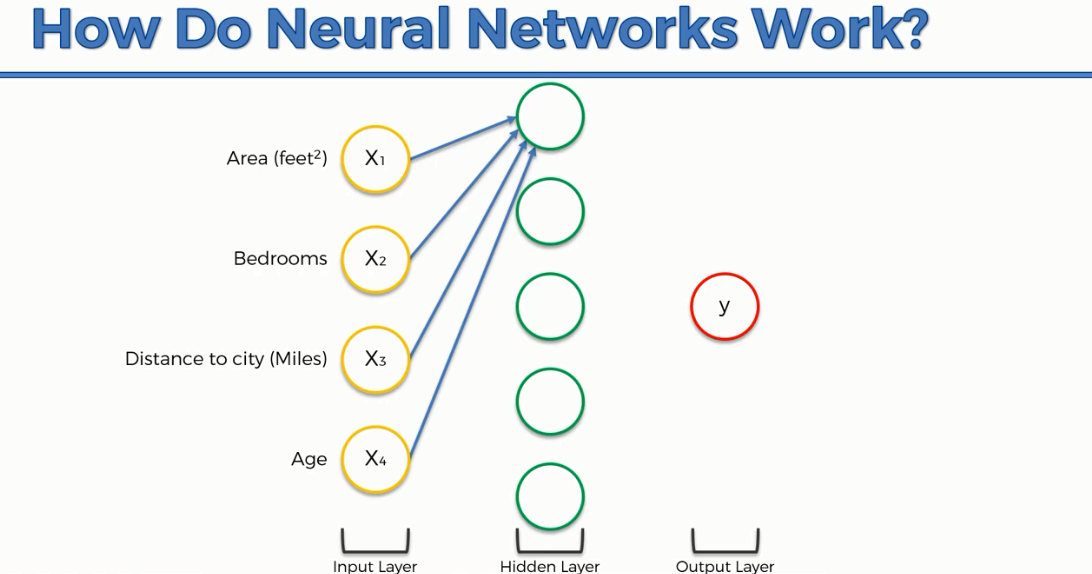 How Do Neural Networks Work?
Area (feet²) X₁
Bedrooms X₂
Distance to city (Miles) X₃
Age X₄
y
Input Layer Hidden Layer Output Layer